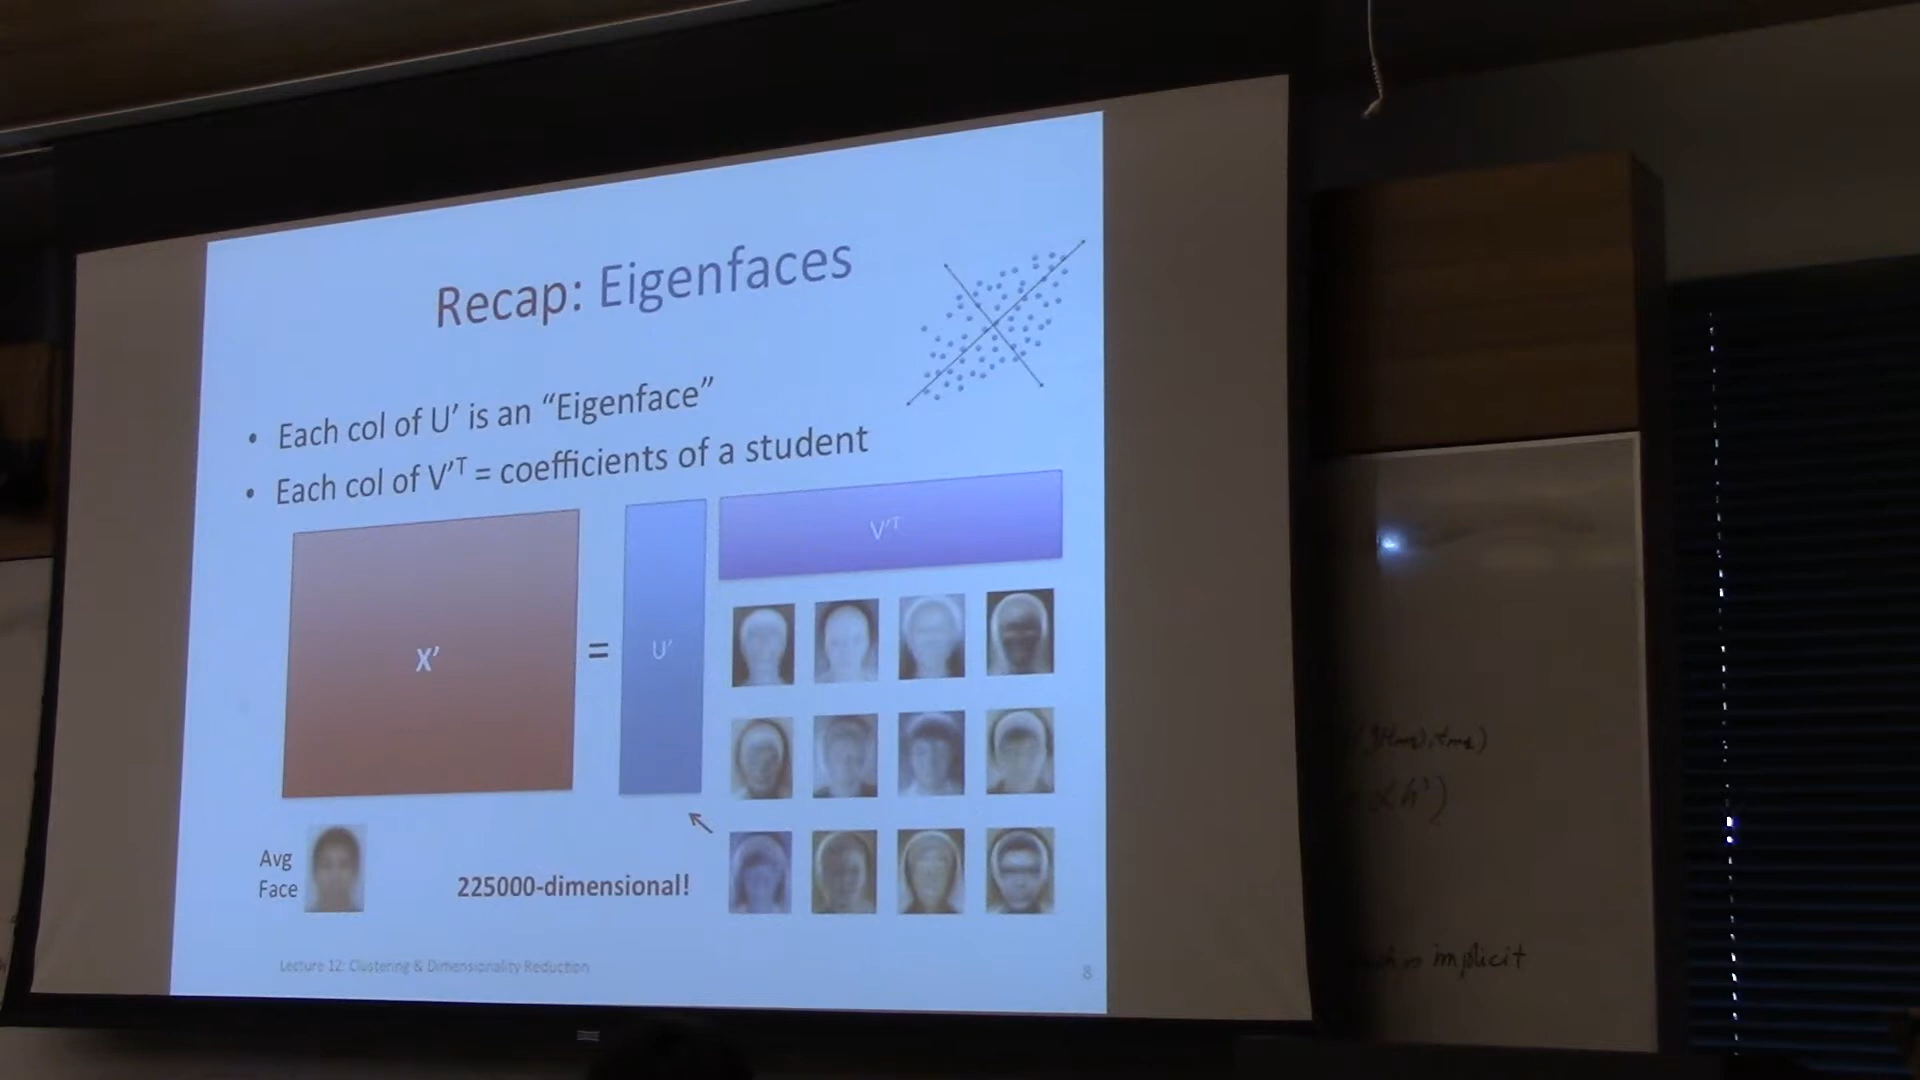 Recap: Eigenfaces
• Each col of U’ is an “Eigenface”
• Each col of V’ᵀ = coefficients of a student
V’ᵀ
X’
=
U’
Avg
Face
225000-dimensional!
Lecture 12: Clustering & Dimensionality Reduction
8
implicit